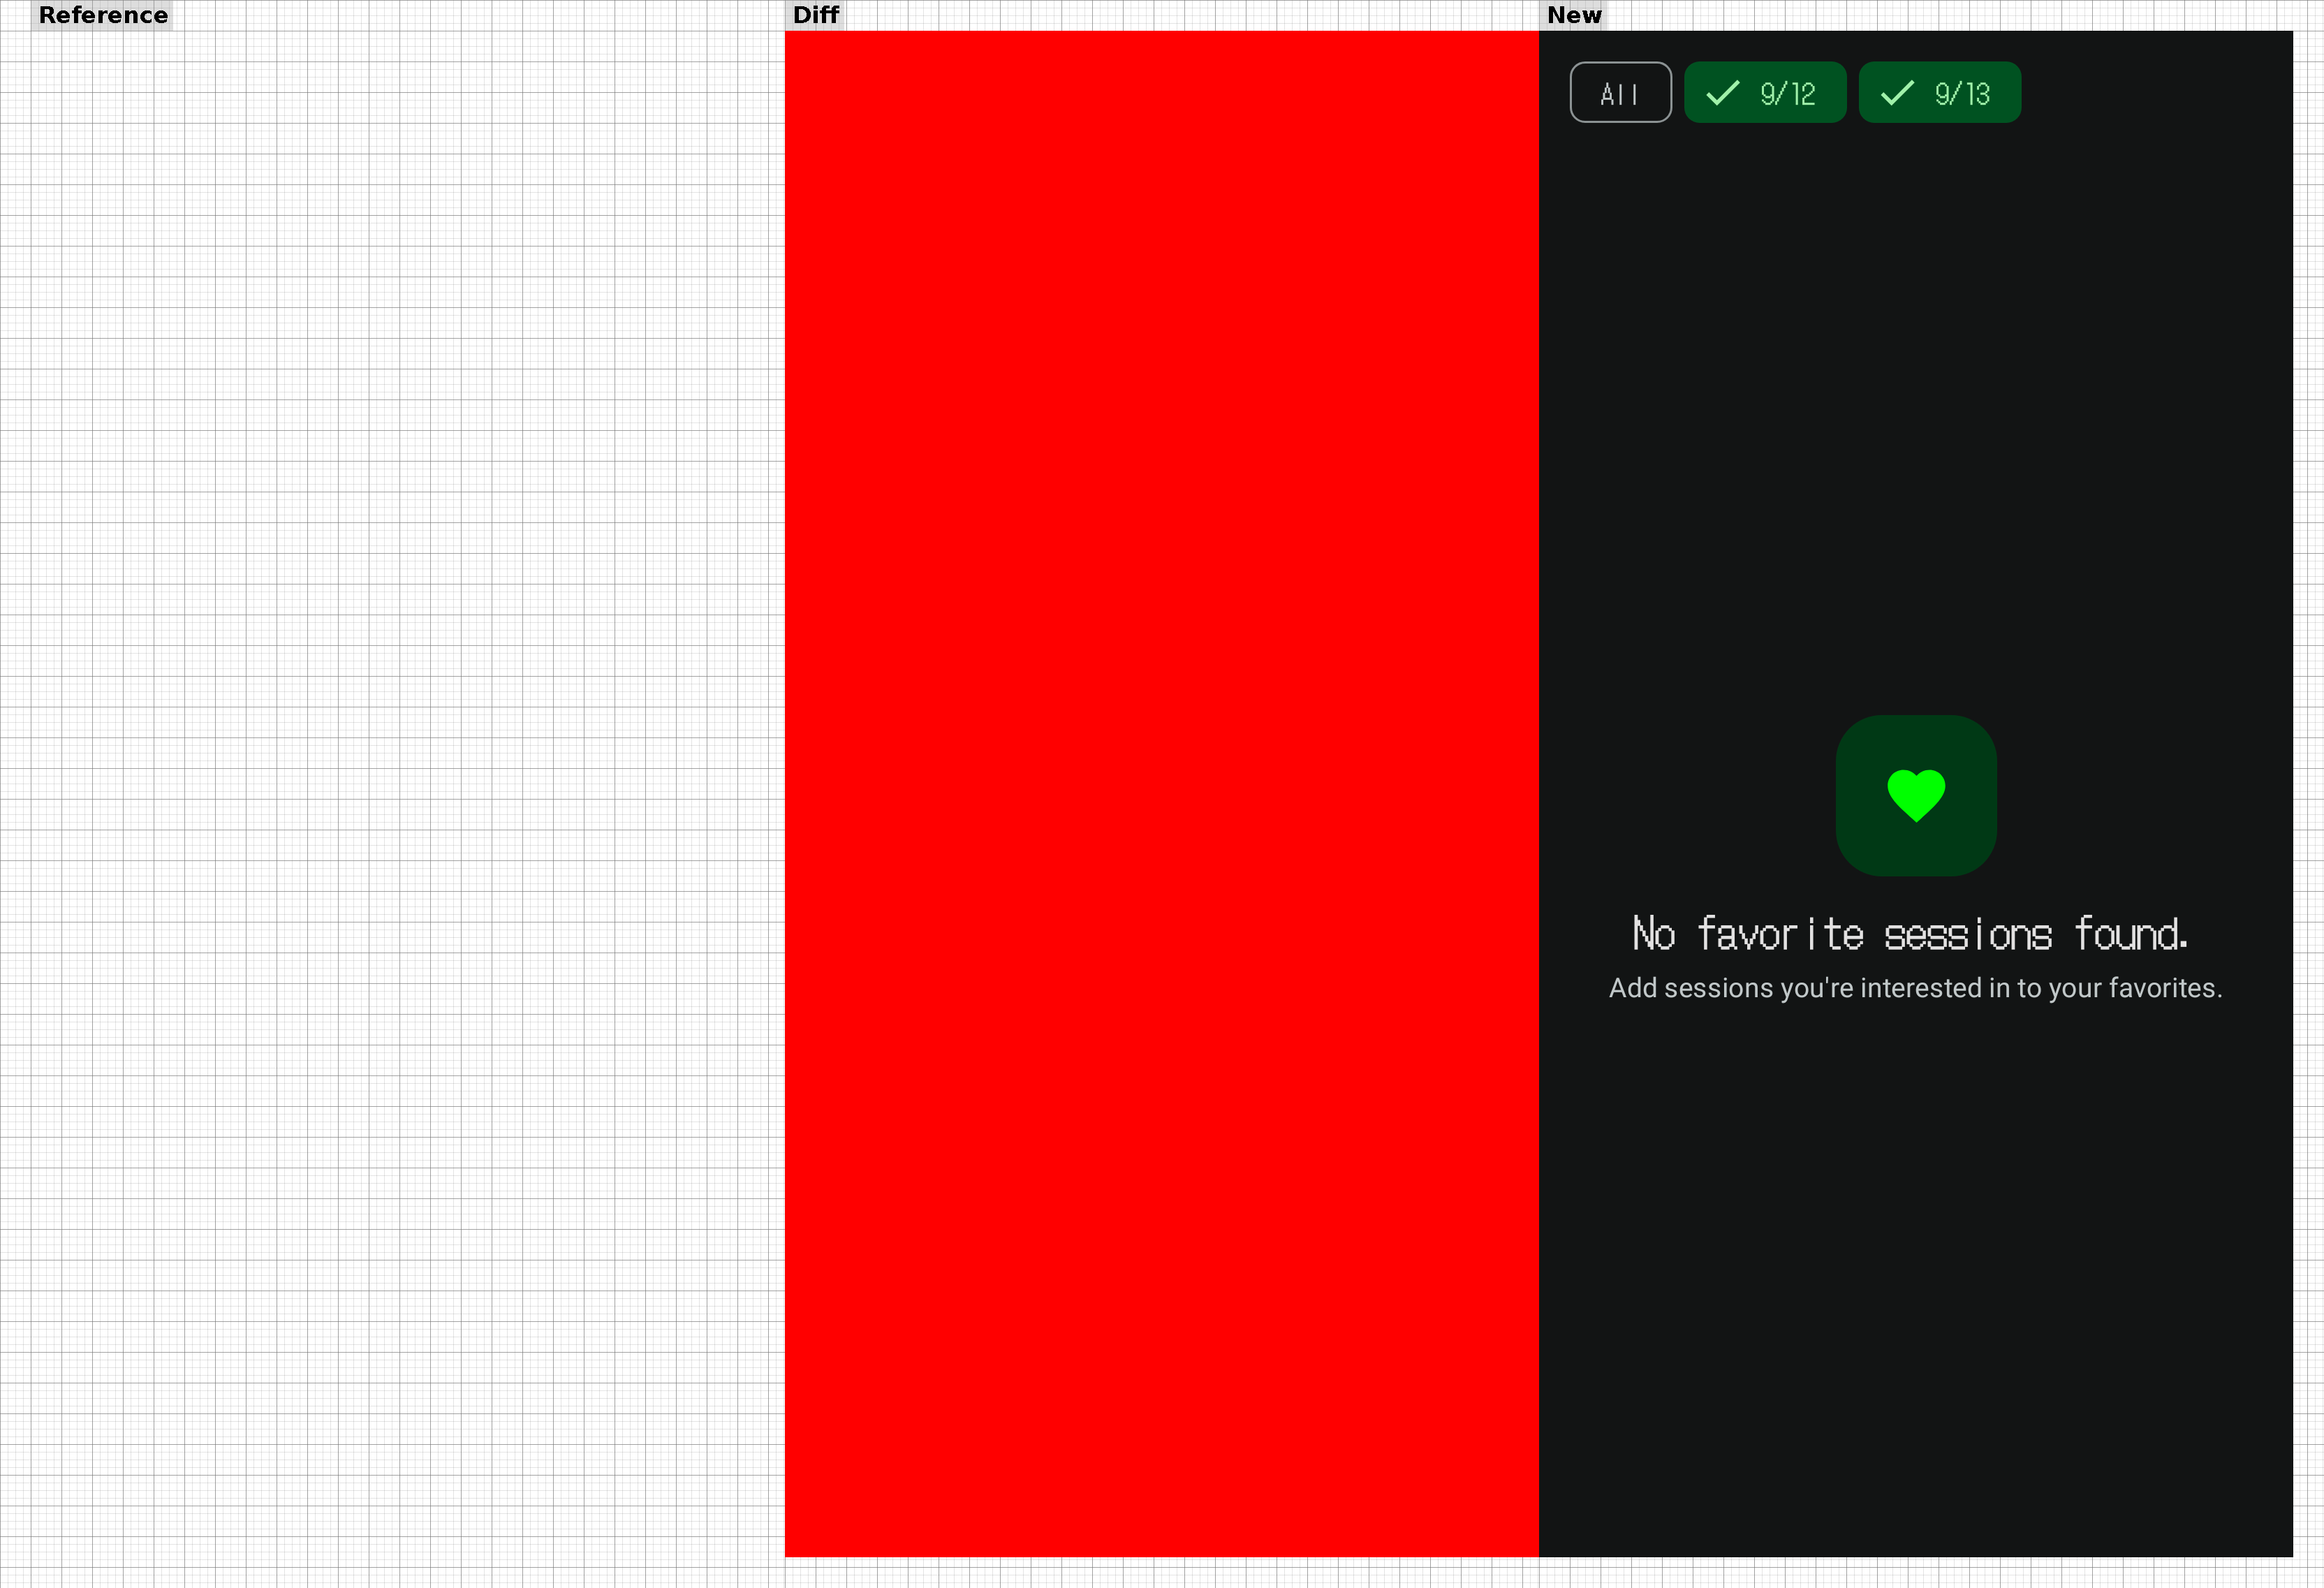 Reference
Diff
New
All
9/12
9/13
No favorite sessions found.
Add sessions you're interested in to your favorites.